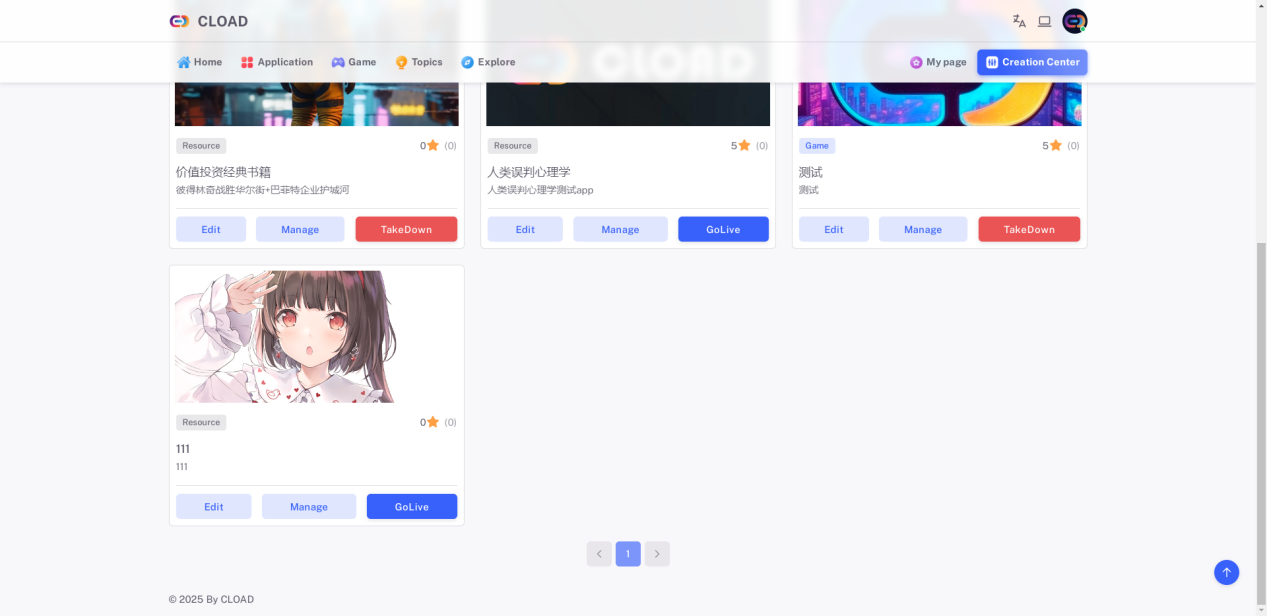 CLOAD
Home Application Game Topics Explore My page Creation Center
CLOAD
Resource 0 (0)
价值投资经典书籍
彼得林奇战胜华尔街+巴菲特企业护城河
Edit Manage TakeDown
Resource 5 (0)
人类误判心理学
人类误判心理学测试app
Edit Manage GoLive
Game 5 (0)
测试
测试
Edit Manage TakeDown
Resource 0 (0)
111
111
Edit Manage GoLive
1
© 2025 By CLOAD